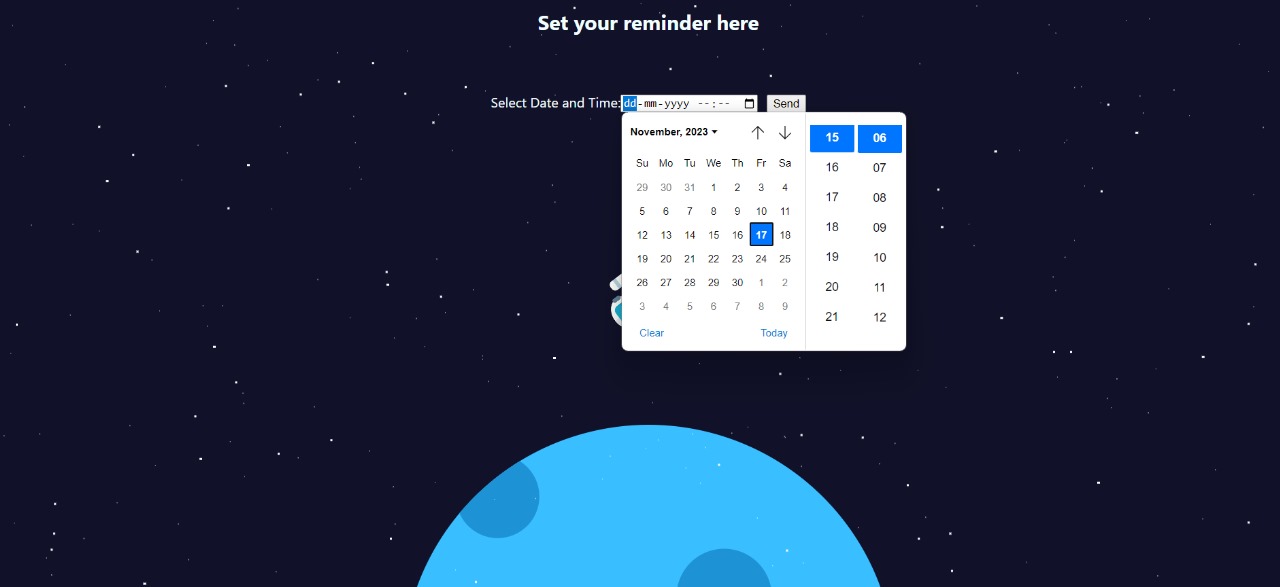 Set your reminder here
Select Date and Time: dd-mm-yyyy --:-- Send
November, 2023
Su Mo Tu We Th Fr Sa
29 30 31 1 2 3 4
5 6 7 8 9 10 11
12 13 14 15 16 17 18
19 20 21 22 23 24 25
26 27 28 29 30 1 2
3 4 5 6 7 8 9
Clear Today
15 06
16 07
17 08
18 09
19 10
20 11
21 12